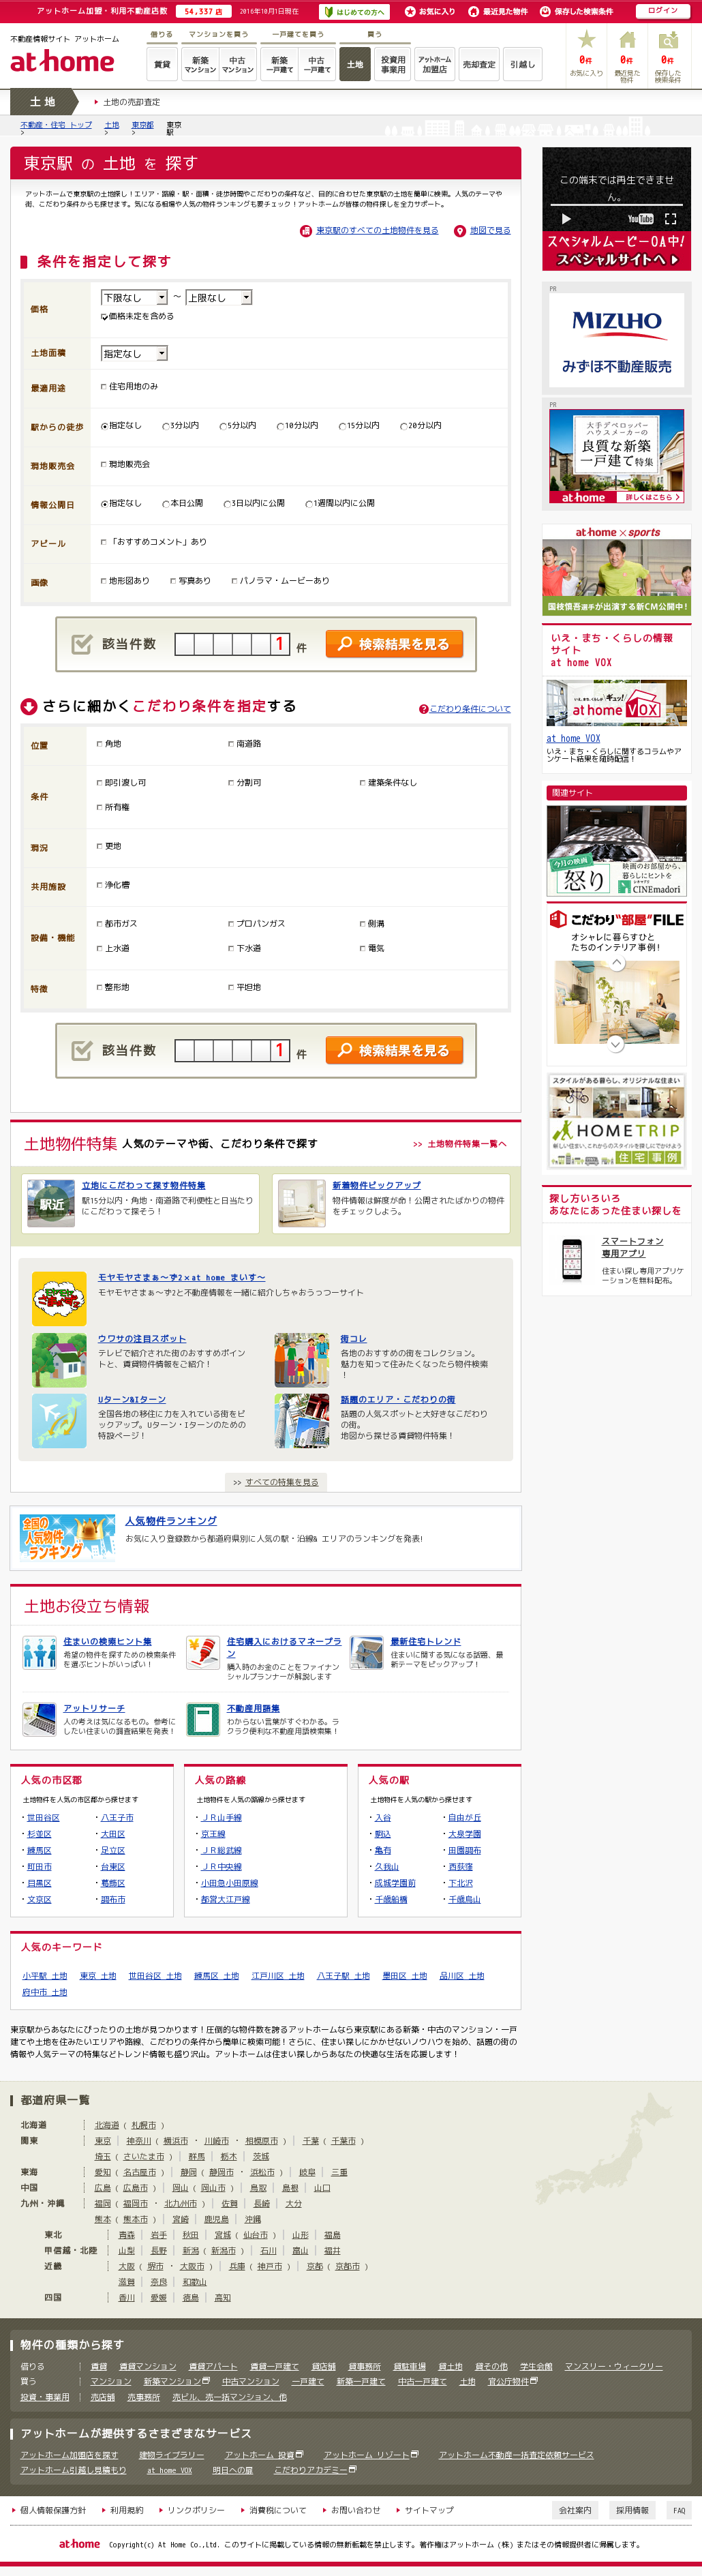 アットホーム加盟・利用不動産店数 54,337 店 2016年10月1日現在
はじめての方へ
お気に入り 最近見た物件 保存した検索条件
ログイン
不動産情報サイト アットホーム
at home
借りる マンションを買う 一戸建てを買う 買う
賃貸 新築マンション 中古マンション 新築一戸建て 中古一戸建て 土地 投資用事業用 アットホーム加盟店 売却査定 引越し
0件 お気に入り
0件 最近見た物件
0件 保存した検索条件
土地
土地の売却査定
不動産・住宅 トップ > 土地 > 東京都 > 東京駅
東京駅 の 土地 を 探す
アットホームで東京駅の土地探し！エリア・路線・駅・面積・徒歩時間やこだわりの条件など、目的に合わせた東京駅の土地を簡単に検索。人気のテーマや街、こだわり条件からも探せます。気になる相場や人気の物件ランキングも要チェック！アットホームが皆様の物件探しを全力サポート。
東京駅のすべての土地物件を見る 地図で見る
条件を指定して探す
価格 下限なし ～ 上限なし
価格未定を含める
土地面積 指定なし
最適用途 住宅用地のみ
駅からの徒歩 指定なし 3分以内 5分以内 10分以内 15分以内 20分以内
現地販売会 現地販売会
情報公開日 指定なし 本日公開 3日以内に公開 1週間以内に公開
アピール 「おすすめコメント」あり
画像 地形図あり 写真あり パノラマ・ムービーあり
該当件数 1 件 検索結果を見る
さらに細かくこだわり条件を指定する
こだわり条件について
位置 角地 南道路
条件 即引渡し可 分割可 建築条件なし
所有権
現況 更地
共用施設 浄化槽
設備・機能 都市ガス プロパンガス 側溝
上水道 下水道 電気
特徴 整形地 平坦地
該当件数 1 件 検索結果を見る
土地物件特集 人気のテーマや街、こだわり条件で探す
>> 土地物件特集一覧へ
駅近
立地にこだわって探す物件特集
駅15分以内・角地・南道路で利便性と日当たりにこだわって探そう！
新着物件ピックアップ
物件情報は鮮度が命！公開されたばかりの物件をチェックしよう。
モヤモヤさまぁ～ず2×at home まいす～
モヤモヤさまぁ～ず2と不動産情報を一緒に紹介しちゃおうっつーサイト
ウワサの注目スポット
テレビで紹介された街のおすすめポイントと、賃貸物件情報をご紹介！
街コレ
各地のおすすめの街をコレクション。
魅力を知って住みたくなったら物件検索！
Uターン&Iターン
全国各地の移住に力を入れている街をピックアップ。Uターン・Iターンのための特設ページ！
話題のエリア・こだわりの街
話題の人気スポットと大好きなこだわりの街。
地図から探せる賃貸物件特集！
>> すべての特集を見る
全国の人気物件ランキング
人気物件ランキング
お気に入り登録数から都道府県別に人気の駅・沿線& エリアのランキングを発表!
土地お役立ち情報
住まいの検索ヒント集
希望の物件を探すための検索条件を選ぶヒントがいっぱい！
住宅購入におけるマネープラン
購入時のお金のことをファイナンシャルプランナーが解説します
最新住宅トレンド
住まいに関する気になる話題、最新テーマをピックアップ！
アットリサーチ
人の考えは気になるもの。参考にしたい住まいの調査結果を発表！
不動産用語集
わからない言葉がすぐわかる。ラクラク便利な不動産用語検索集！
人気の市区郡
土地物件を人気の市区郡から探せます
・世田谷区 ・八王子市
・杉並区 ・大田区
・練馬区 ・足立区
・町田市 ・台東区
・目黒区 ・葛飾区
・文京区 ・調布市
人気の路線
土地物件を人気の路線から探せます
・ＪＲ山手線
・京王線
・ＪＲ総武線
・ＪＲ中央線
・小田急小田原線
・都営大江戸線
人気の駅
土地物件を人気の駅から探せます
・入谷 ・自由が丘
・駒込 ・大泉学園
・亀有 ・田園調布
・久我山 ・西荻窪
・成城学園前 ・下北沢
・千歳船橋 ・千歳烏山
人気のキーワード
小平駅 土地 東京 土地 世田谷区 土地 練馬区 土地 江戸川区 土地 八王子駅 土地 墨田区 土地 品川区 土地
府中市 土地
東京駅からあなたにぴったりの土地が見つかります！圧倒的な物件数を誇るアットホームなら東京駅にある新築・中古のマンション・一戸建てや土地を住みたいエリアや路線、こだわりの条件から簡単に検索可能！さらに、住まい探しにかかせないノウハウを始め、話題の街の情報や人気テーマの特集などトレンド情報も盛り沢山。アットホームは住まい探しからあなたの快適な生活を応援します！
この端末では再生できません。
YouTube
スペシャルムービーOA中!
スペシャルサイトへ
PR
MIZUHO
みずほ不動産販売
PR
大手デベロッパー ハウスメーカーの
良質な新築一戸建て特集
at home 詳しくはこちら
at home × sports
国枝慎吾選手が出演する新CM公開中!
いえ・まち・くらしの情報サイト
at home VOX
at home VOX
at home VOX
いえ・まち・くらしに関するコラムやアンケート結果を随時配信！
関連サイト
今月の映画 怒り
映画のお部屋から、暮らしにヒントを
CINEmadori
こだわり"部屋"FILE
オシャレに暮らすひとたちのインテリア事例！
スタイルがある暮らし、オリジナルな住まい
HOMETRIP
新しい住まい、これからのスタイルを探しにでかけよう
住宅事例
探し方いろいろ
あなたにあった住まい探しを
スマートフォン専用アプリ
住まい探し専用アプリケーションを無料配布。
都道府県一覧
北海道 北海道 ( 札幌市 )
関東 東京 神奈川 ( 横浜市 ・ 川崎市 ・ 相模原市 ) 千葉 ( 千葉市 )
埼玉 ( さいたま市 ) 群馬 栃木 茨城
東海 愛知 ( 名古屋市 ) 静岡 ( 静岡市 ・ 浜松市 ) 岐阜 三重
中国 広島 ( 広島市 ) 岡山 ( 岡山市 ) 鳥取 島根 山口
九州・沖縄 福岡 ( 福岡市 ・ 北九州市 ) 佐賀 長崎 大分
熊本 ( 熊本市 ) 宮崎 鹿児島 沖縄
東北 青森 岩手 秋田 宮城 ( 仙台市 ) 山形 福島
甲信越・北陸 山梨 長野 新潟 ( 新潟市 ) 石川 富山 福井
近畿 大阪 ( 堺市 ・ 大阪市 ) 兵庫 ( 神戸市 ) 京都 ( 京都市 )
滋賀 奈良 和歌山
四国 香川 愛媛 徳島 高知
物件の種類から探す
借りる 賃貸 賃貸マンション 賃貸アパート 賃貸一戸建て 貸店舗 貸事務所 貸駐車場 貸土地 貸その他 学生会館 マンスリー・ウィークリー
買う マンション 新築マンション 中古マンション 一戸建て 新築一戸建て 中古一戸建て 土地 官公庁物件
投資・事業用 売店舗 売事務所 売ビル、売一括マンション、他
アットホームが提供するさまざまなサービス
アットホーム加盟店を探す 建物ライブラリー アットホーム 投資 アットホーム リゾート アットホーム不動産一括査定依頼サービス
アットホーム引越し見積もり at home VOX 明日への扉 こだわりアカデミー
個人情報保護方針 利用規約 リンクポリシー 消費税について お問い合わせ サイトマップ
会社案内 採用情報 FAQ
at home Copyright(c) At Home Co.,Ltd. このサイトに掲載している情報の無断転載を禁止します。著作権はアットホーム（株）またはその情報提供者に帰属します。